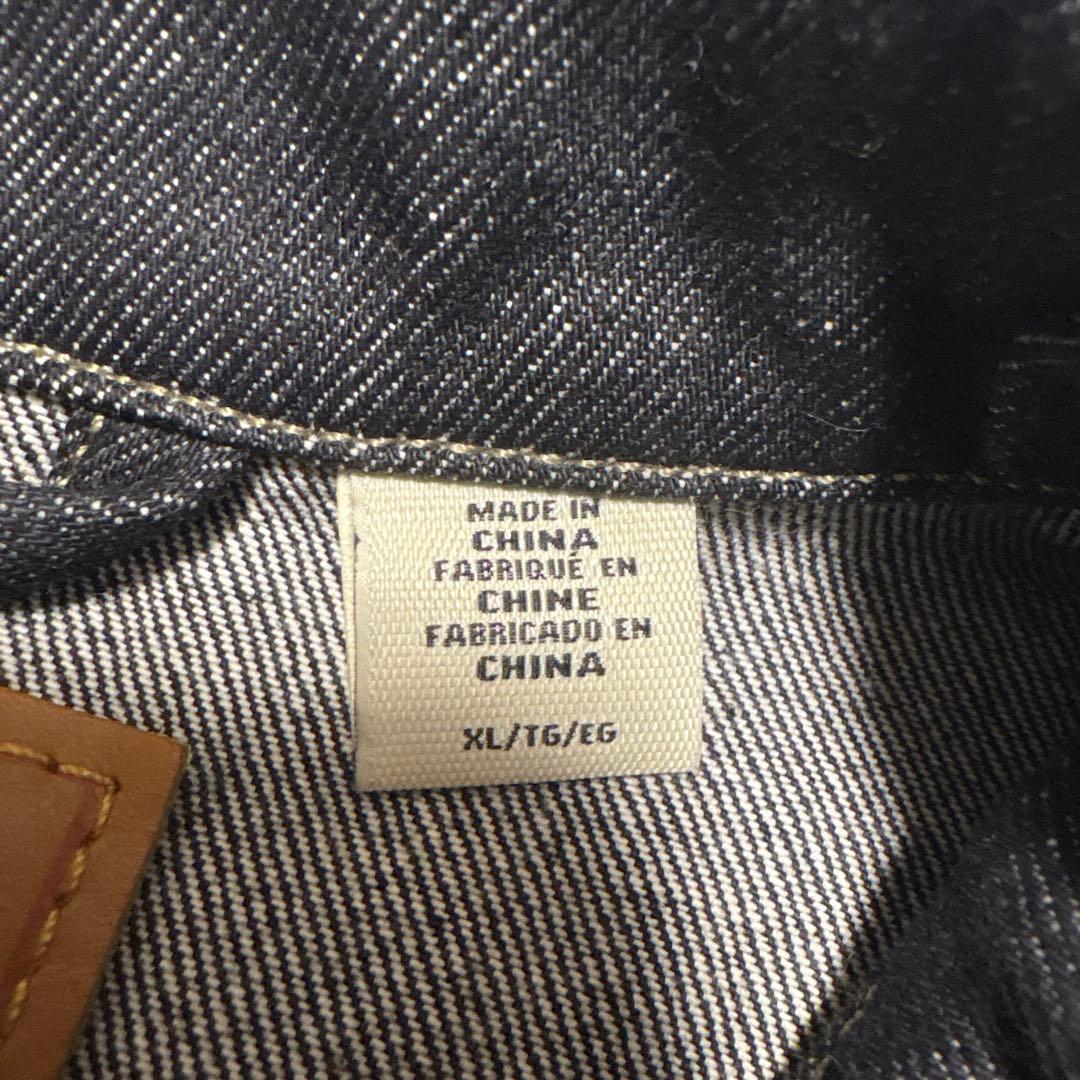 MADE IN
CHINA
FABRIQUÉ EN
CHINE
FABRICADO EN
CHINA
XL/TG/EG